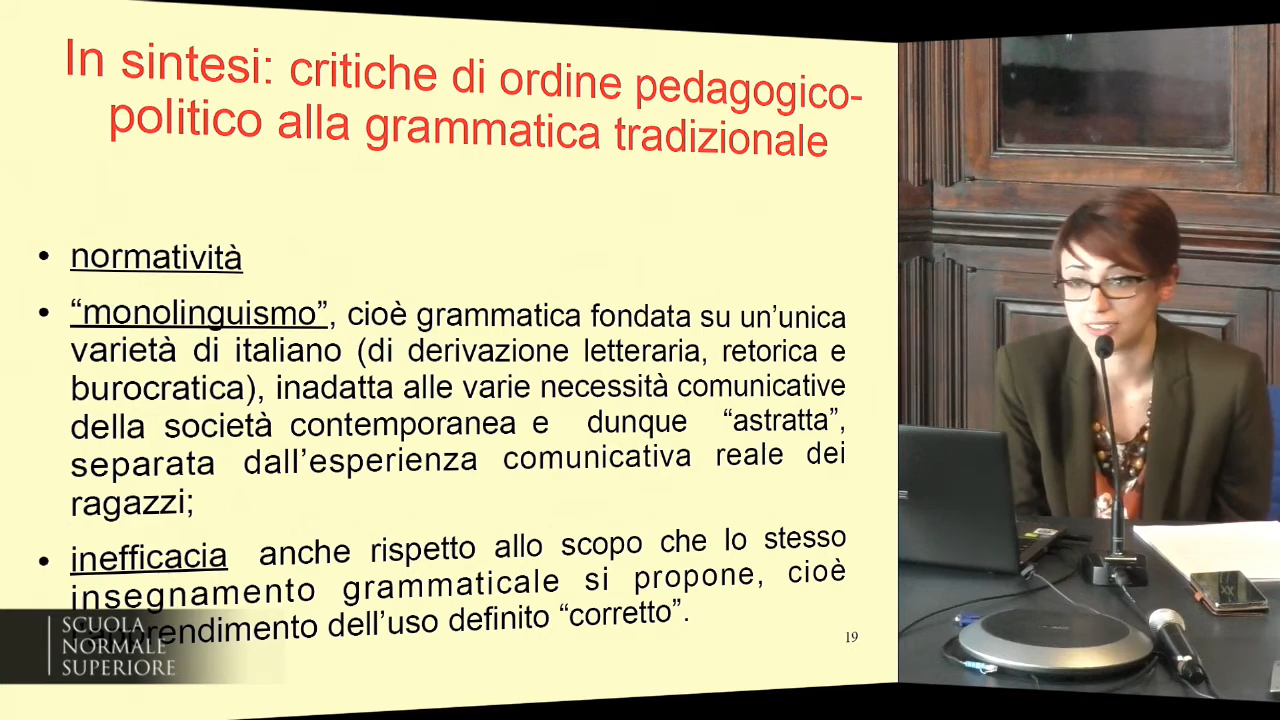 In sintesi: critiche di ordine pedagogico-
politico alla grammatica tradizionale
• normatività
• “monolinguismo”, cioè grammatica fondata su un’unica
varietà di italiano (di derivazione letteraria, retorica e
burocratica), inadatta alle varie necessità comunicative
della società contemporanea e dunque “astratta”,
separata dall’esperienza comunicativa reale dei
ragazzi;
• inefficacia anche rispetto allo scopo che lo stesso
insegnamento grammaticale si propone, cioè
dell’uso definito “corretto”.
19
SCUOLA
NORMALE
SUPERIORE